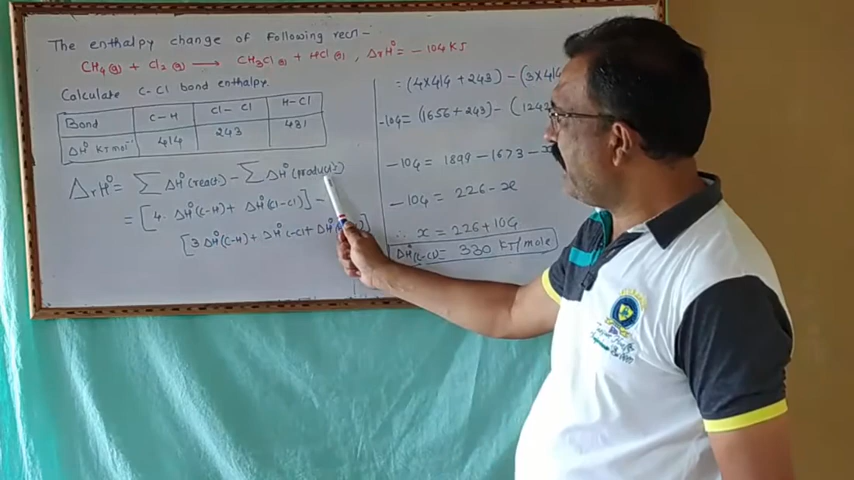 The enthalpy change of following recn -
CH₄(g) + Cl₂(g) ⟶ CH₃Cl(g) + HCl(g), ΔrH° = -104 KJ
Calculate C-Cl bond enthalpy.
Bond C-H Cl-Cl H-Cl
ΔH° KJ mol⁻¹ 414 243 431
ΔrH° = ∑ ΔH°(react) - ∑ ΔH°(product)
= [4. ΔH°(C-H) + ΔH°(Cl-Cl)] -
[3 ΔH°(C-H) + ΔH° C-Cl + ΔH°
= (4×414 + 243) - (3×4
-104 = (1656 + 243) - (124
-104 = 1899 - 1673 -
-104 = 226 - x
∴ x = 226 + 104
ΔH°(C-Cl) = 330 KJ/mole